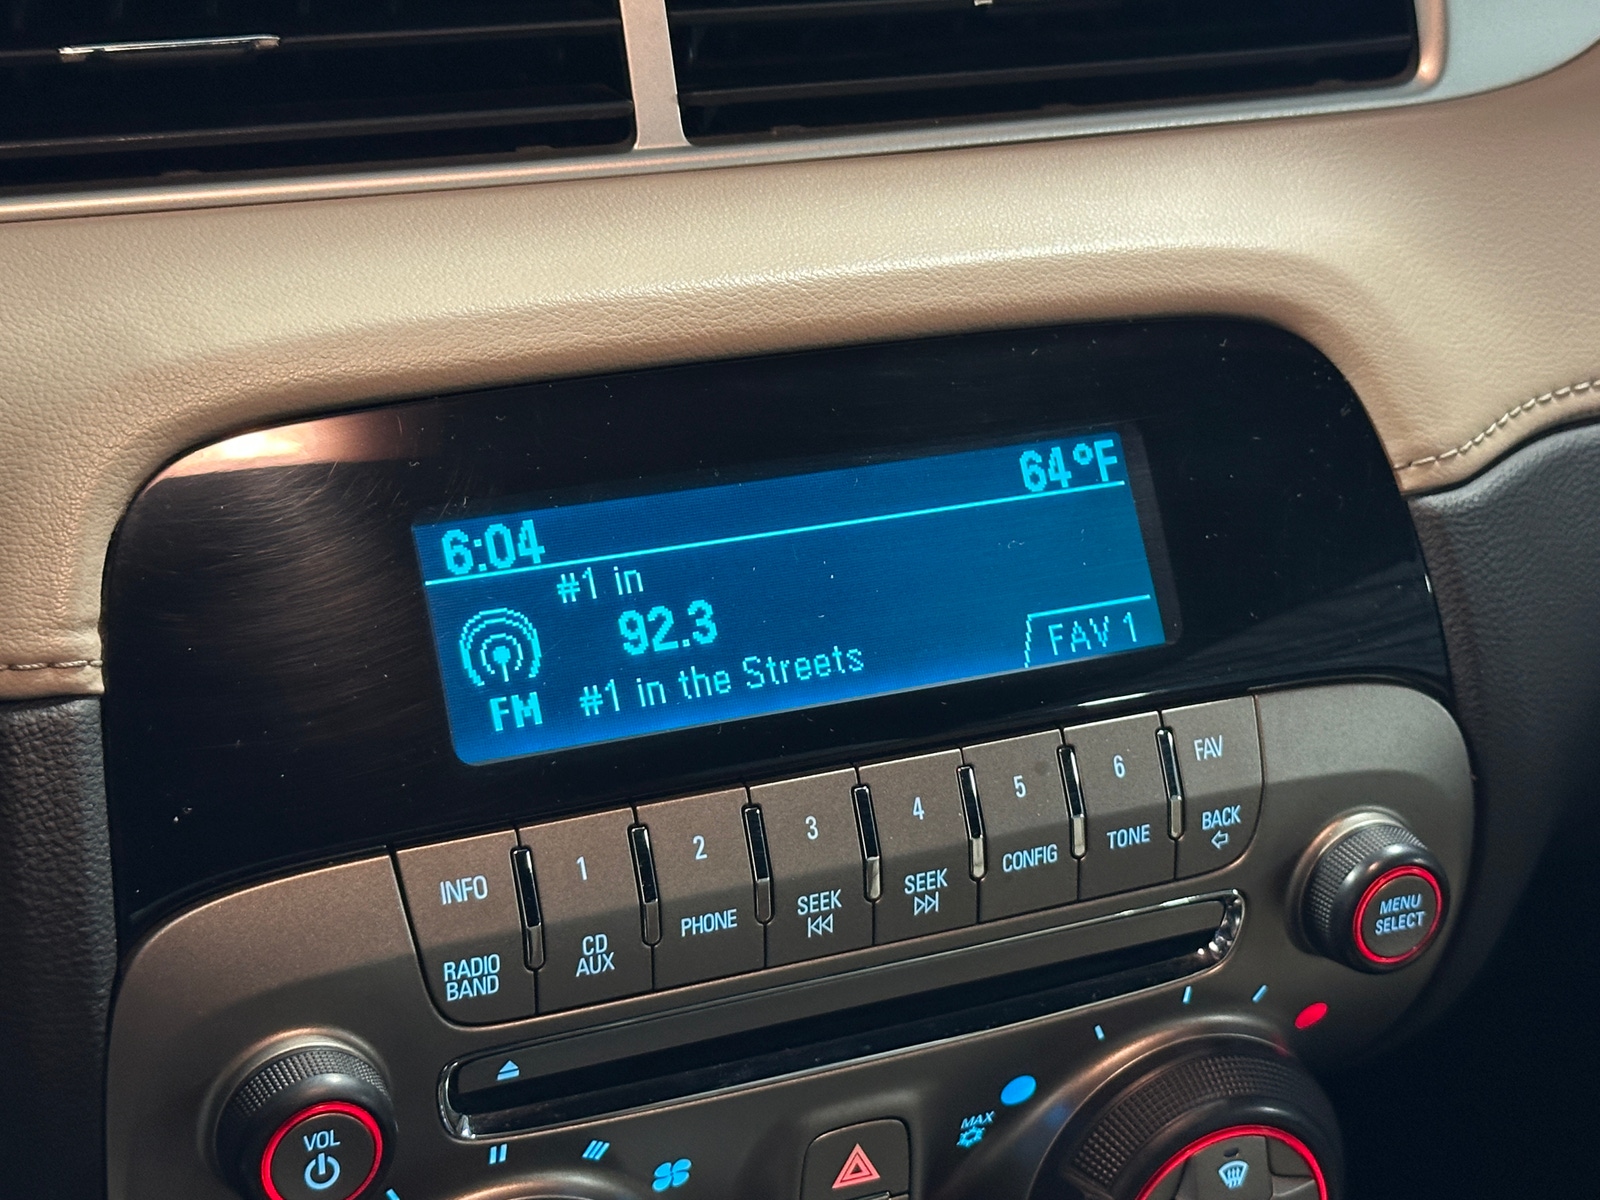 64°F
6:04
#1 in
92.3
FM #1 in the Streets
FAV 1
INFO 1 2 3 4 5 6 FAV
RADIO BAND
CD AUX
PHONE
SEEK
SEEK
CONFIG
TONE
BACK
MENU
SELECT
VOL
MAX